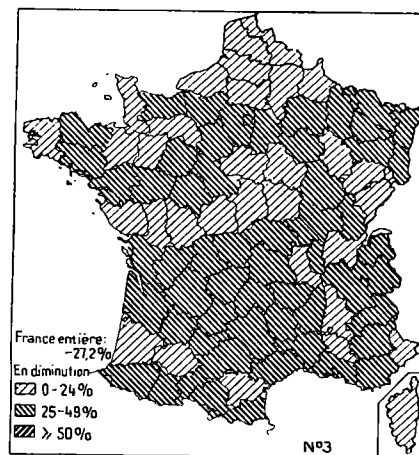 France entière:
-27,2%
En diminution
0-24%
25-49%
⩾ 50%
N°3